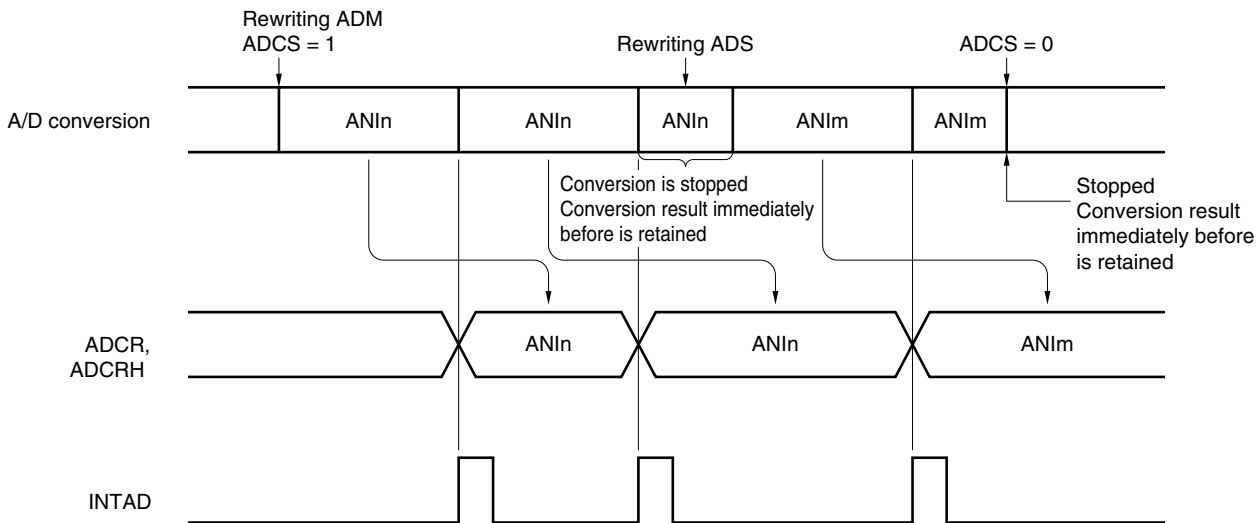 Rewriting ADM
ADCS = 1
Rewriting ADS
ADCS = 0
A/D conversion
ANIn
ANIn
ANIn
ANIm
ANIm
Conversion is stopped
Conversion result immediately
before is retained
Stopped
Conversion result
immediately before
is retained
ADCR,
ADCRH
ANIn
ANIn
ANIm
INTAD